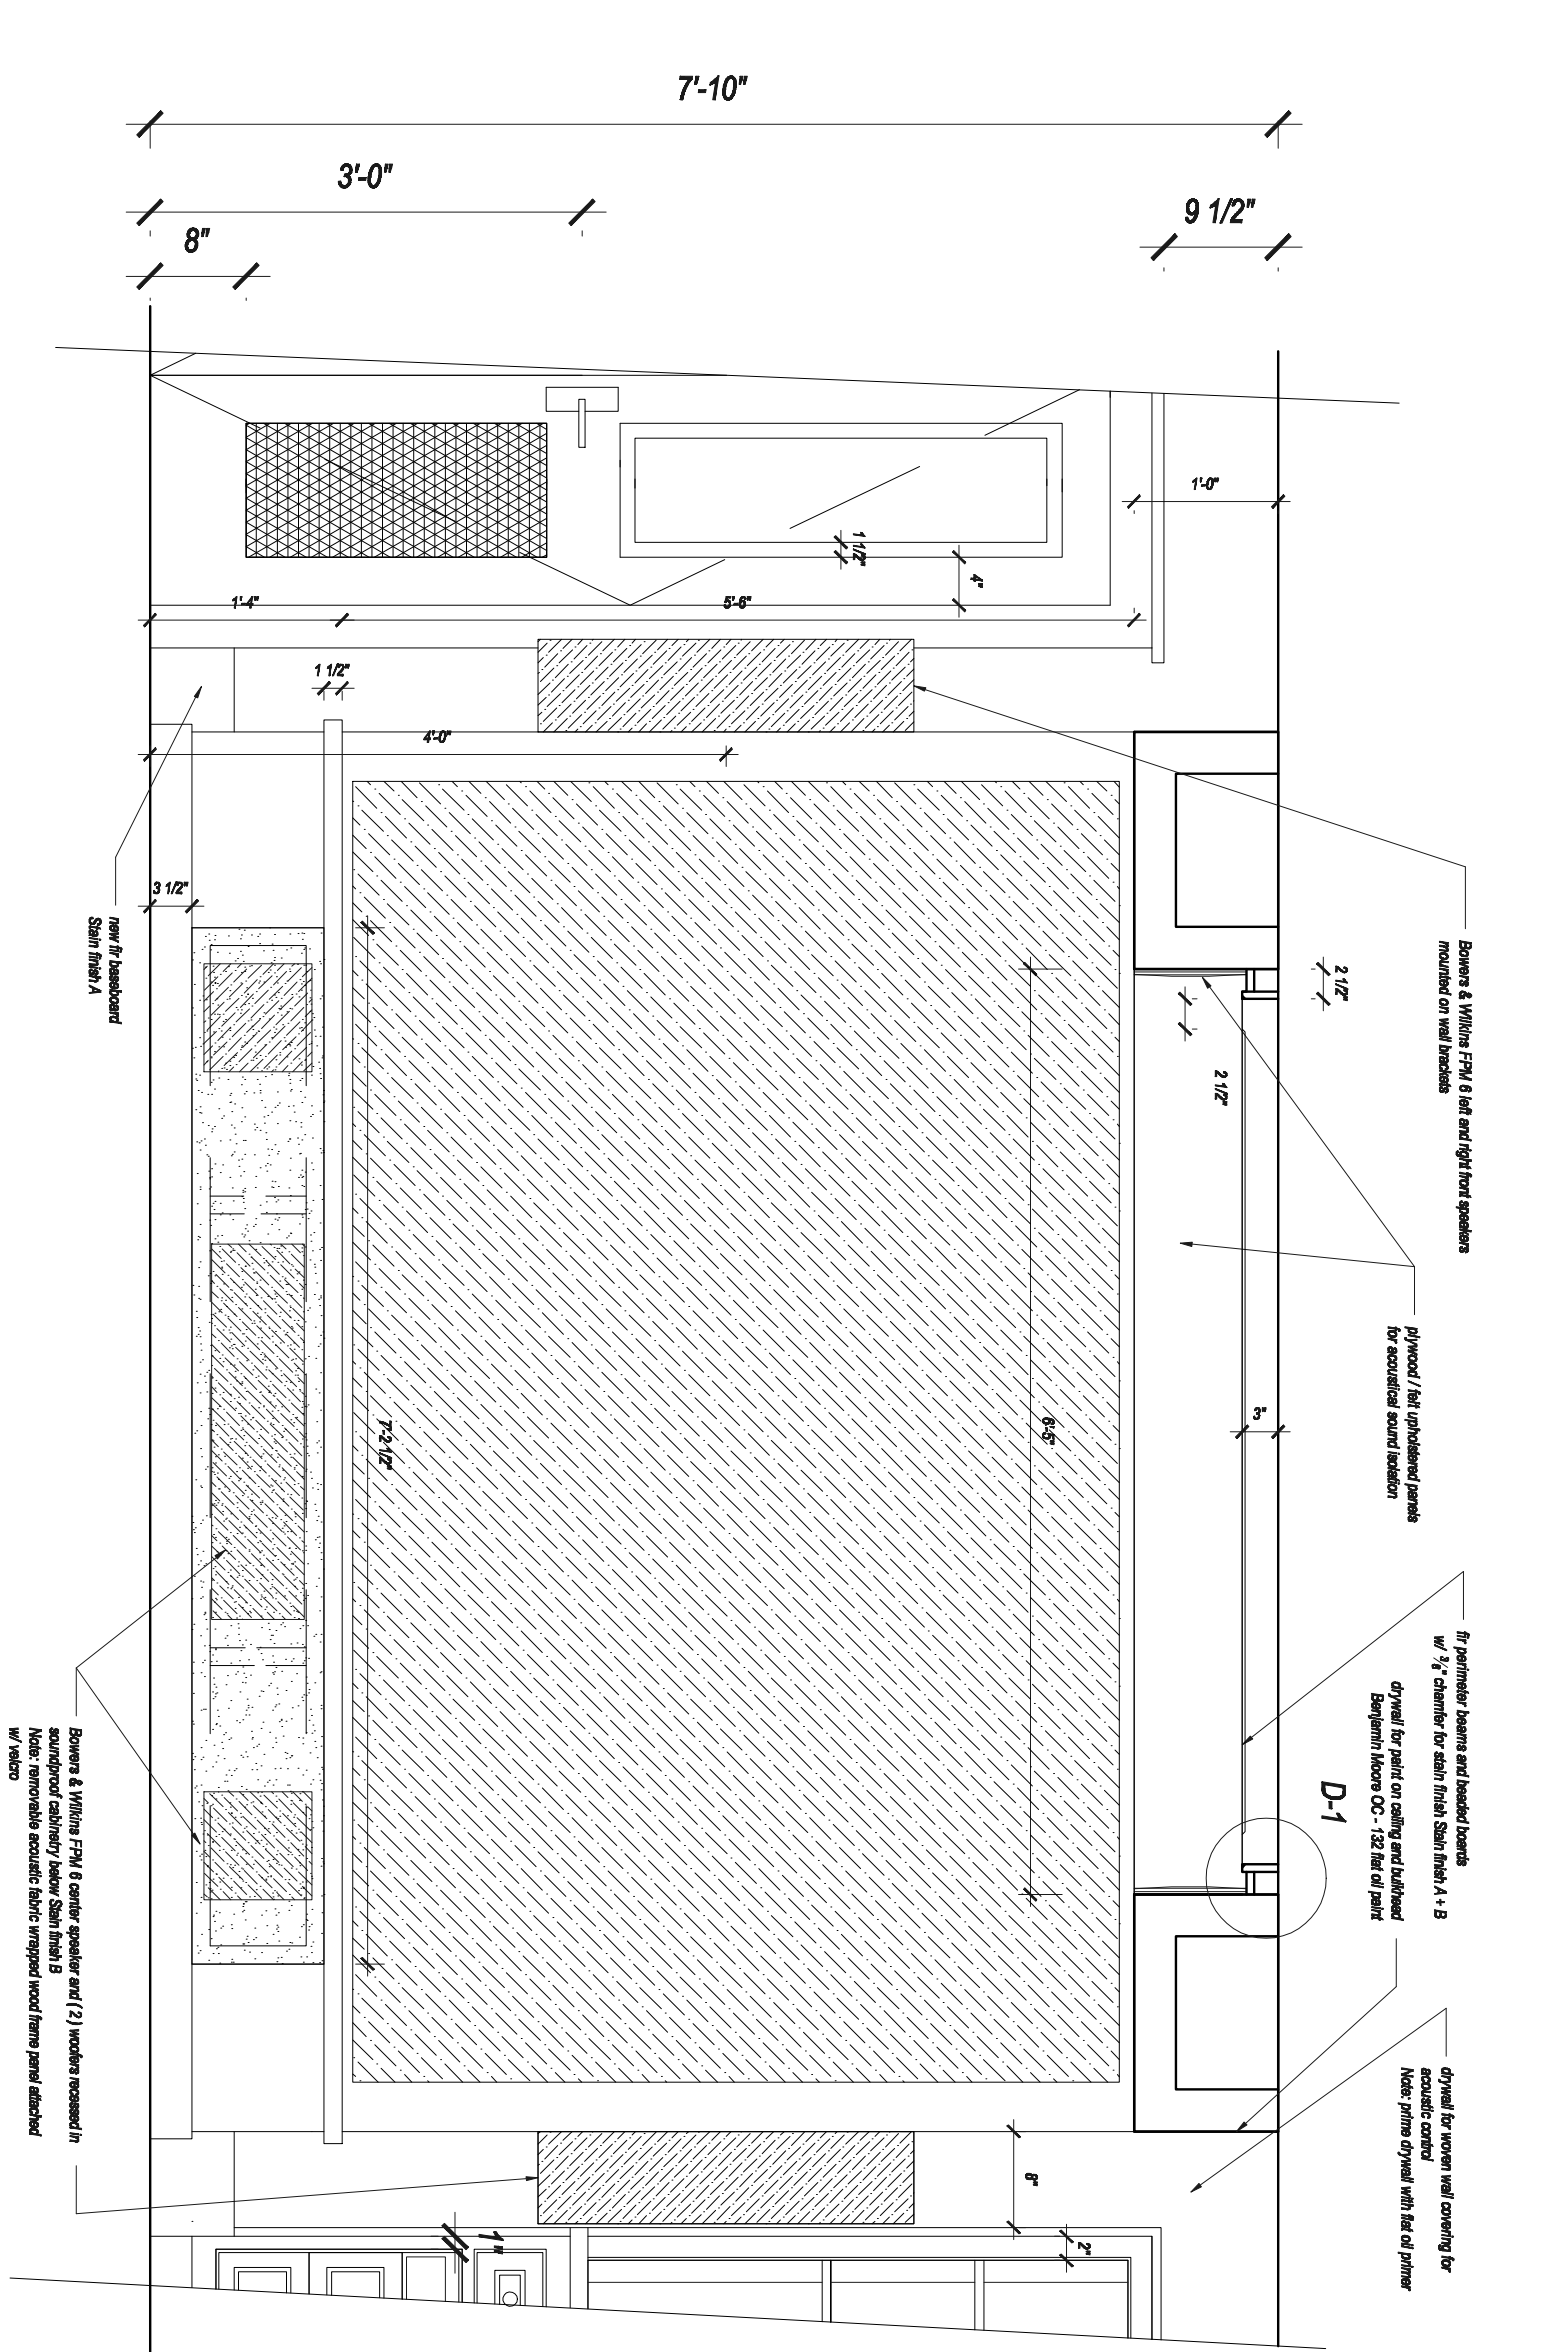 7'-10"
3'-0"
9 1/2"
8"
1'-0"
1 1/2"
4"
1'-4"
5'-6"
1 1/2"
4'-0"
3 1/2"
new fir baseboard
Stain finish A
Bowers & Wilkins FPM 6 left and right front speakers
mounted on wall brackets
2 1/2"
2 1/2"
plywood / felt upholstered panels
for acoustical sound isolation
3"
6'-5"
7'-2 1/2"
fir perimeter beams and beaded boards
w/ 3/8" chamfer for stain finish Stain finish A + B
drywall for paint on ceiling and bulkhead
Benjamin Moore OC - 132 flat oil paint
D-1
Bowers & Wilkins FPM 6 center speaker and ( 2 ) woofers recessed in
soundproof cabinetry below Stain finish B
Note: removable acoustic fabric wrapped wood frame panel attached
w/ velcro
drywall for woven wall covering for
acoustic control
Note: prime drywall with flat oil primer
8"
2"
1"